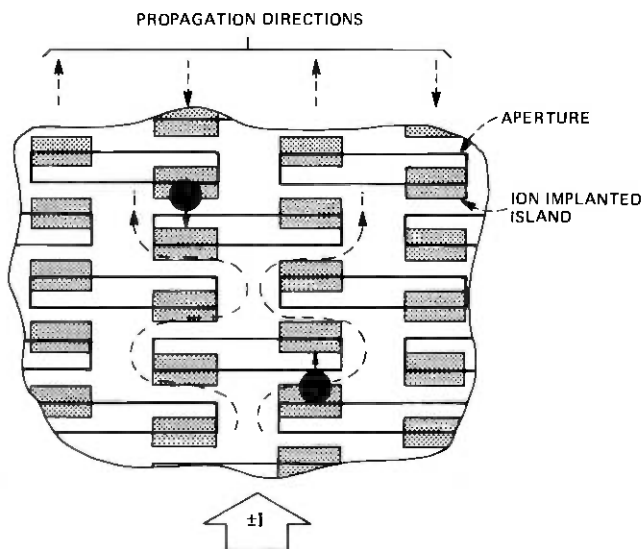 PROPAGATION DIRECTIONS
APERTURE
ION IMPLANTED
ISLAND
±I